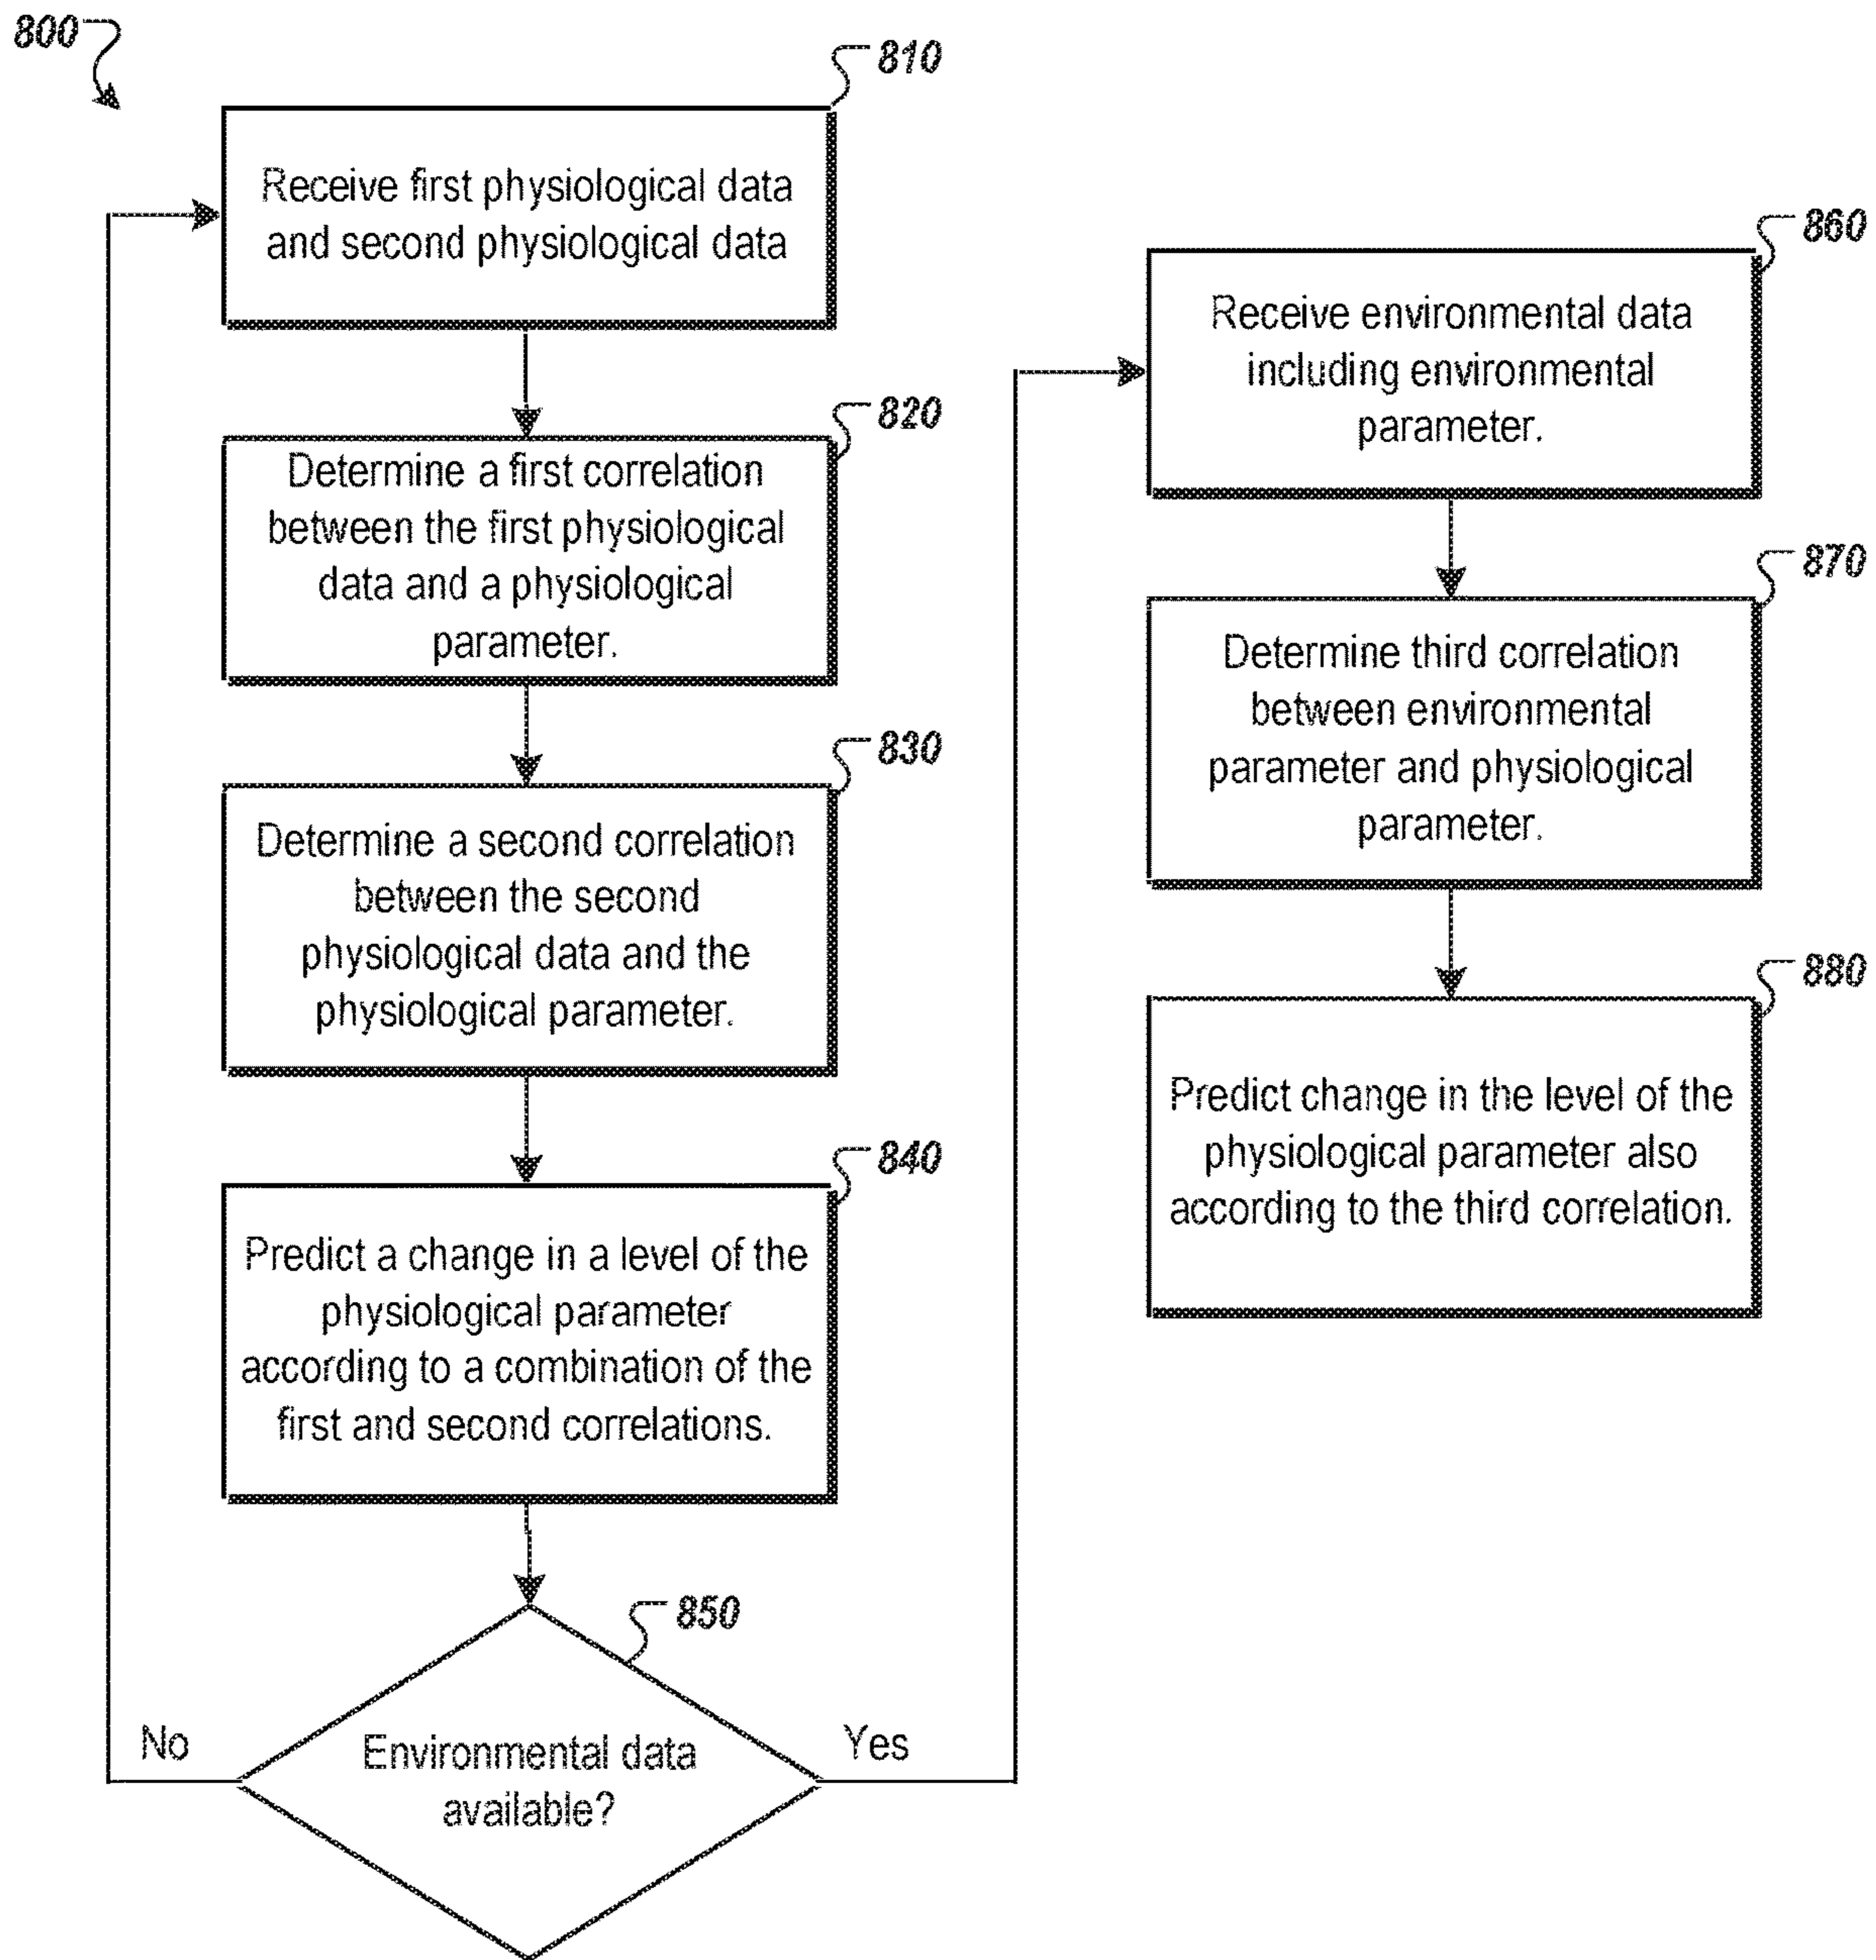 800
810
Receive first physiological data
and second physiological data
820
Determine a first correlation
between the first physiological
data and a physiological
parameter.
830
Determine a second correlation
between the second
physiological data and the
physiological parameter.
840
Predict a change in a level of the
physiological parameter
according to a combination of the
first and second correlations.
850
Environmental data
available?
No
Yes
860
Receive environmental data
including environmental
parameter.
870
Determine third correlation
between environmental
parameter and physiological
parameter.
880
Predict change in the level of the
physiological parameter also
according to the third correlation.